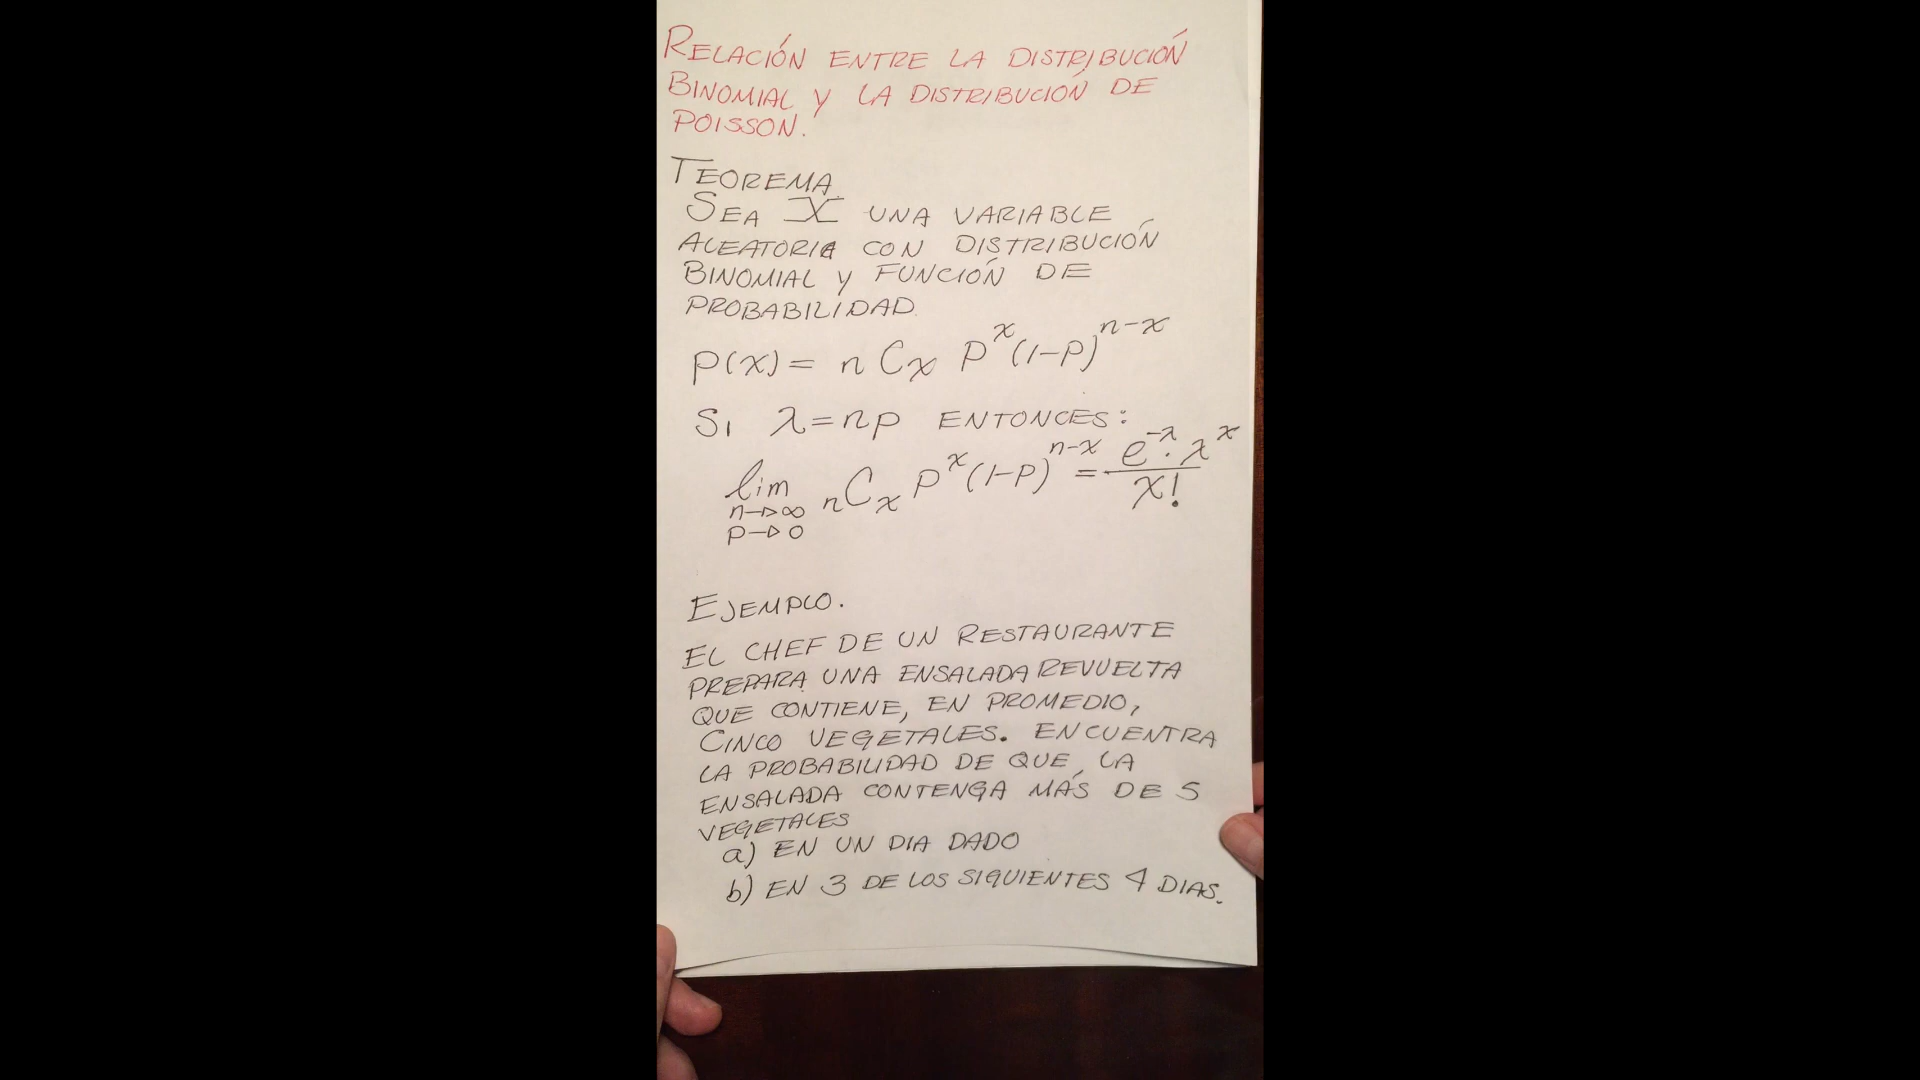 RELACIÓN ENTRE LA DISTRIBUCIÓN
BINOMIAL Y LA DISTRIBUCIÓN DE
POISSON.
TEOREMA.
SEA X UNA VARIABLE
ALEATORIA CON DISTRIBUCIÓN
BINOMIAL Y FUNCIÓN DE
PROBABILIDAD.
p(x) = nCx p^x (1-p)^{n-x}
Si λ = np ENTONCES:
lim nCx p^x (1-p)^{n-x} = e^{-λ}·λ^x / x!
n→∞
p→0
EJEMPLO.
EL CHEF DE UN RESTAURANTE
PREPARA UNA ENSALADA REVUELTA
QUE CONTIENE, EN PROMEDIO,
CINCO VEGETALES. ENCUENTRA
LA PROBABILIDAD DE QUE LA
ENSALADA CONTENGA MÁS DE 5
VEGETALES
a) EN UN DIA DADO
b) EN 3 DE LOS SIGUIENTES 4 DIAS.